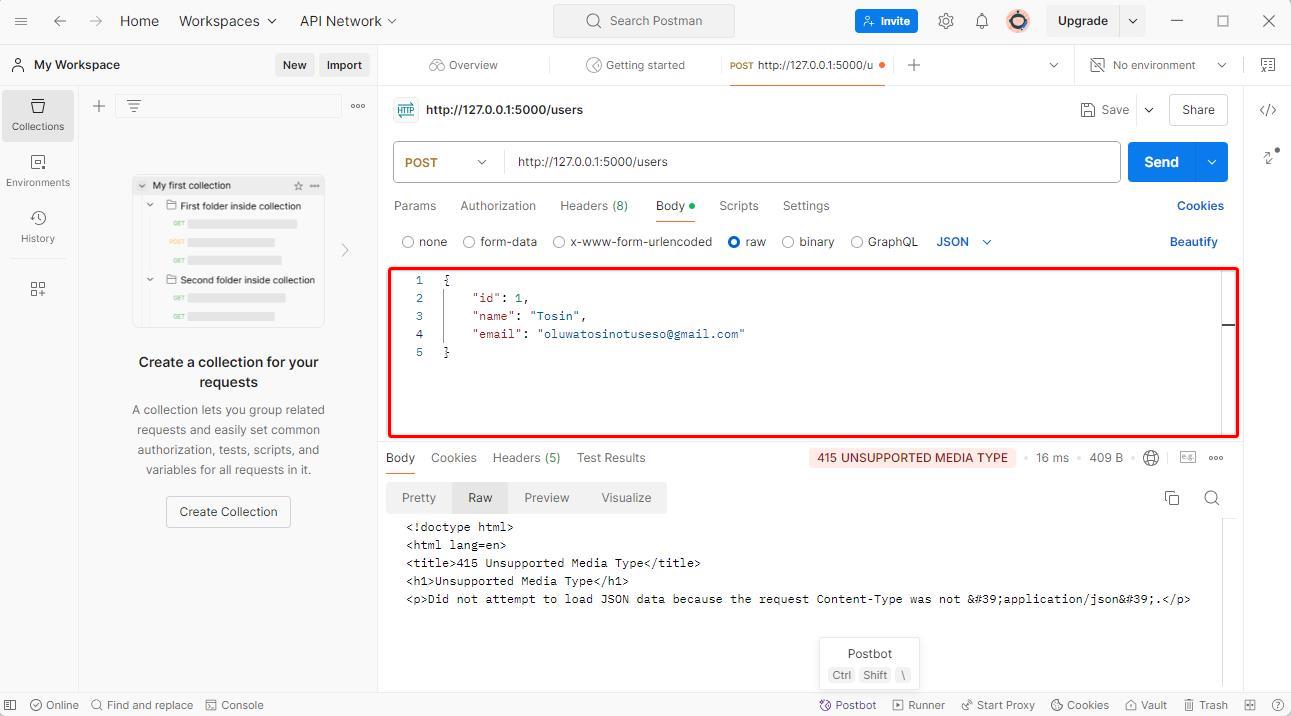 Home Workspaces API Network Search Postman Invite Upgrade
My Workspace New Import Overview Getting started POST http://127.0.0.1:5000/u No environment
Collections
Environments
History
My first collection
First folder inside collection
GET
POST
GET
Second folder inside collection
GET
GET
Create a collection for your
requests
A collection lets you group related
requests and easily set common
authorization, tests, scripts, and
variables for all requests in it.
Create Collection
HTTP http://127.0.0.1:5000/users Save Share
POST http://127.0.0.1:5000/users Send
Params Authorization Headers (8) Body Scripts Settings Cookies
none form-data x-www-form-urlencoded raw binary GraphQL JSON Beautify
1 {
2 "id": 1,
3 "name": "Tosin",
4 "email": "oluwatosinotuseso@gmail.com"
5 }
Body Cookies Headers (5) Test Results 415 UNSUPPORTED MEDIA TYPE 16 ms 409 B e.g.
Pretty Raw Preview Visualize
<!doctype html>
<html lang=en>
<title>415 Unsupported Media Type</title>
<h1>Unsupported Media Type</h1>
<p>Did not attempt to load JSON data because the request Content-Type was not &#39;application/json&#39;.</p>
Postbot
Ctrl Shift \
Online Find and replace Console Postbot Runner Start Proxy Cookies Vault Trash